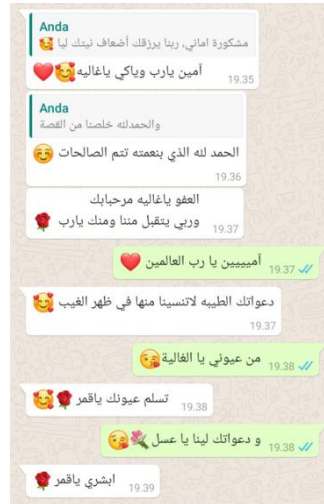 Anda
مشكورة اماني، ربنا يرزقك أضعاف نيتك ليا 🥰
آمين يارب وياكي ياغاليه🥰❤️
19.35
Anda
والحمدلله خلصنا من القصة
الحمد لله الذي بنعمته تتم الصالحات ☺️
19.36
العفو ياغاليه مرحبابك
وربي يتقبل مننا ومنك يارب 🌹
19.37
آميييين يا رب العالمين ❤️
19.37
دعواتك الطيبه لاتنسينا منها في ظهر الغيب 🥰
19.37
من عيوني يا الغالية😘
19.38
تسلم عيونك ياقمر 🌹🥰
19.38
و دعواتك لينا يا عسل 💐😘
19.38
ابشري ياقمر 🌹
19.39